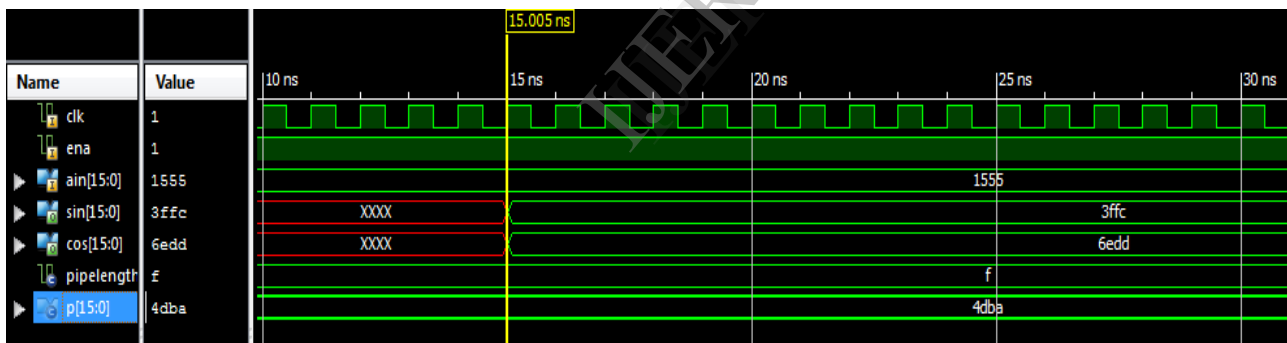 15.005 ns
Name Value 10 ns 15 ns 20 ns 25 ns 30 ns
clk 1
ena 1
ain[15:0] 1555 1555
sin[15:0] 3ffc XXXX 3ffc
cos[15:0] 6edd XXXX 6edd
pipelength f f
p[15:0] 4dba 4dba
IJER